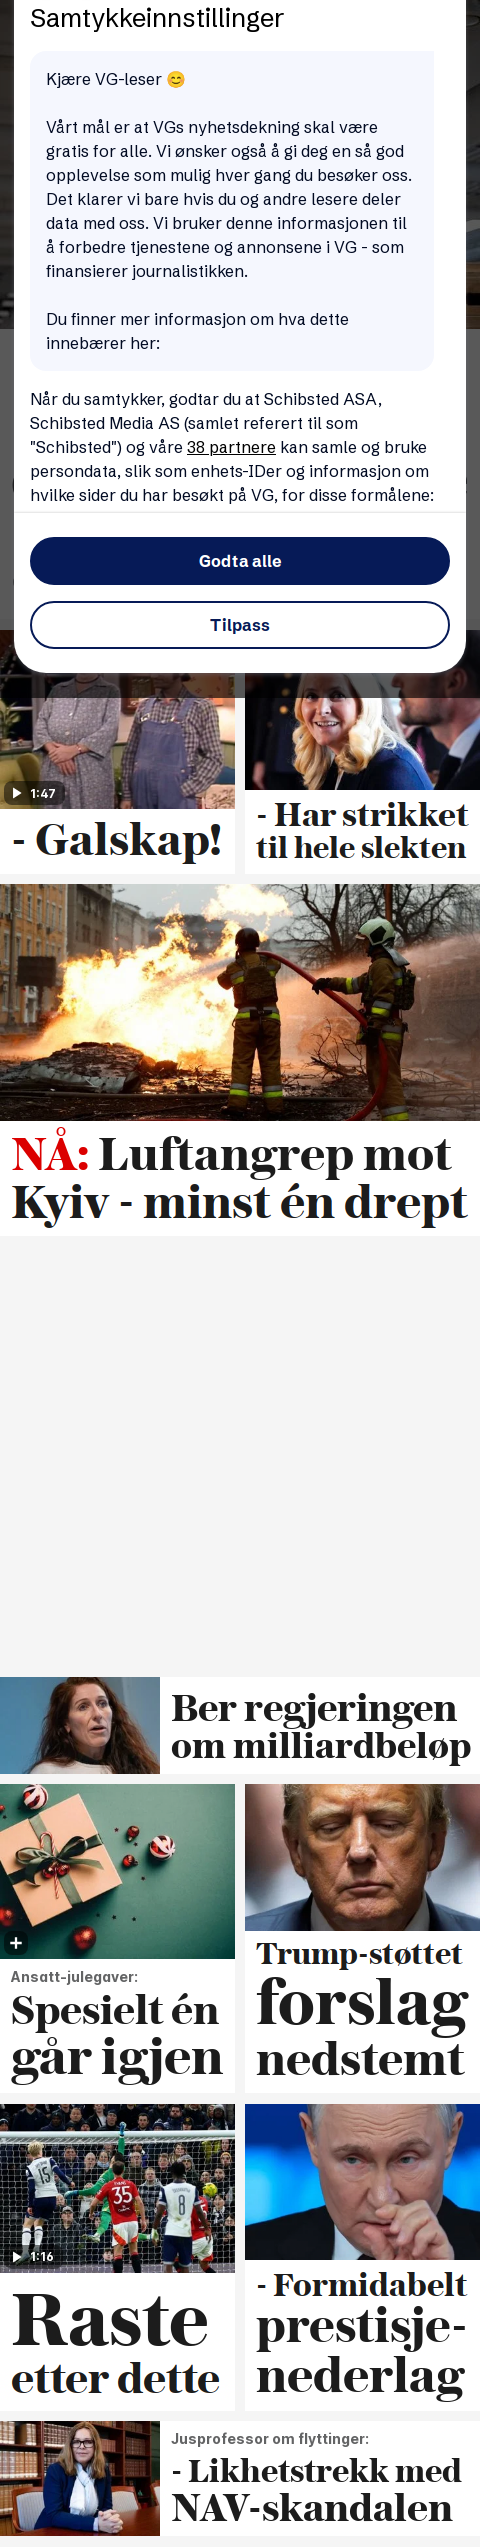 Samtykkeinnstillinger
Kjære VG-leser 😊
Vårt mål er at VGs nyhetsdekning skal være
gratis for alle. Vi ønsker også å gi deg en så god
opplevelse som mulig hver gang du besøker oss.
Det klarer vi bare hvis du og andre lesere deler
data med oss. Vi bruker denne informasjonen til
å forbedre tjenestene og annonsene i VG - som
finansierer journalistikken.
Du finner mer informasjon om hva dette
innebærer her:
Når du samtykker, godtar du at Schibsted ASA,
Schibsted Media AS (samlet referert til som
"Schibsted") og våre 38 partnere kan samle og bruke
persondata, slik som enhets-IDer og informasjon om
hvilke sider du har besøkt på VG, for disse formålene:
Godta alle
Tilpass
1:47
- Galskap!
- Har strikket
til hele slekten
NÅ: Luftangrep mot
Kyiv - minst én drept
Ber regjeringen
om milliardbeløp
Ansatt-julegaver:
Spesielt én
går igjen
Trump-støttet
forslag
nedstemt
15
35
8
1:16
Raste
etter dette
- Formidabelt
prestisje-
nederlag
Jusprofessor om flyttinger:
- Likhetstrekk med
NAV-skandalen